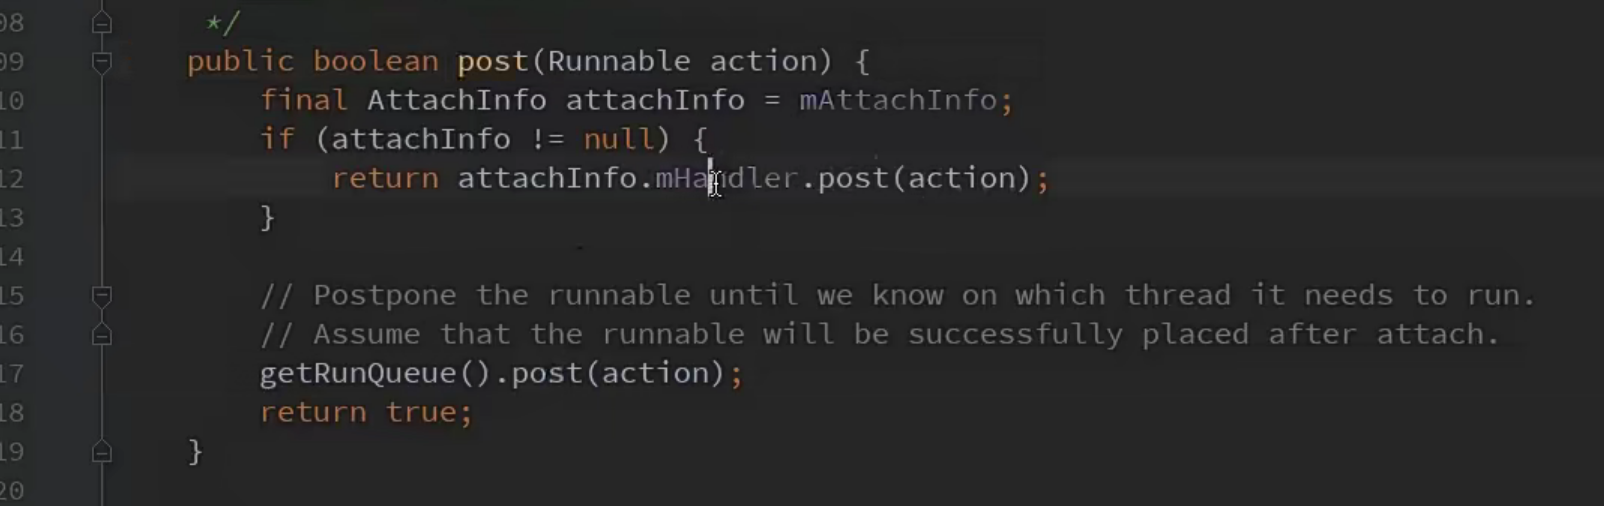 08 */
09 public boolean post(Runnable action) {
10 final AttachInfo attachInfo = mAttachInfo;
11 if (attachInfo != null) {
12 return attachInfo.mHandler.post(action);
13 }
14
15 // Postpone the runnable until we know on which thread it needs to run.
16 // Assume that the runnable will be successfully placed after attach.
17 getRunQueue().post(action);
18 return true;
19 }
20